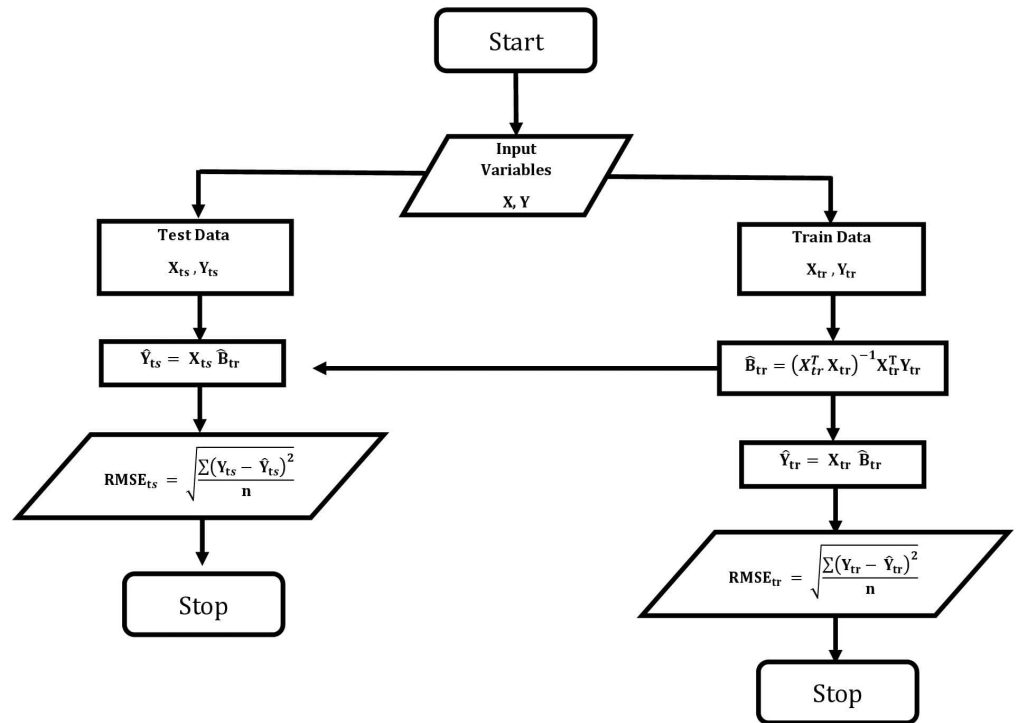 Start
Input
Variables
X, Y
Test Data
X_ts , Y_ts
Ŷ_ts = X_ts B̂_tr
RMSE_ts = √(∑(Y_ts − Ŷ_ts)² / n)
Stop
Train Data
X_tr , Y_tr
B̂_tr = (X_tr^T X_tr)^−1 X_tr^T Y_tr
Ŷ_tr = X_tr B̂_tr
RMSE_tr = √(∑(Y_tr − Ŷ_tr)² / n)
Stop